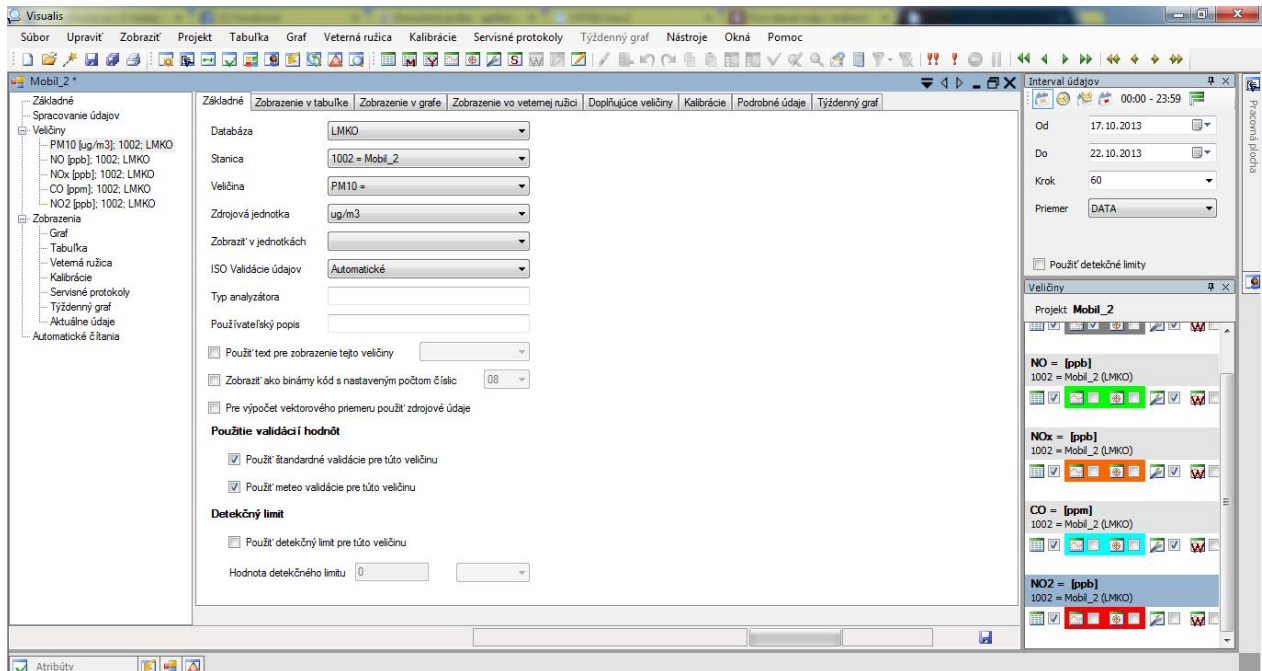 Visualis
Súbor Upraviť Zobraziť Projekt Tabuľka Graf Veterná ružica Kalibrácie Servisné protokoly Týždenný graf Nástroje Okná Pomoc
Mobil_2 *
Základné
Spracovanie údajov
Veličiny
PM10 [ug/m3]; 1002; LMKO
NO [ppb]; 1002; LMKO
NOx [ppb]; 1002; LMKO
CO [ppm]; 1002; LMKO
NO2 [ppb]; 1002; LMKO
Zobrazenia
Graf
Tabuľka
Veterná ružica
Kalibrácie
Servisné protokoly
Týždenný graf
Aktuálne údaje
Automatické čítania
Základné Zobrazenie v tabuľke Zobrazenie v grafe Zobrazenie vo veternej ružici Doplňujúce veličiny Kalibrácie Podrobné údaje Týždenný graf
Databáza LMKO
Stanica 1002 = Mobil_2
Veličina PM10 =
Zdrojová jednotka ug/m3
Zobraziť v jednotkách
ISO Validácie údajov Automatické
Typ analyzátora
Používateľský popis
Použiť text pre zobrazenie tejto veličiny
Zobraziť ako binárny kód s nastaveným počtom číslic 08
Pre výpočet vektorového priemeru použiť zdrojové údaje
Použitie validácií hodnôt
Použiť štandardné validácie pre túto veličinu
Použiť meteo validácie pre túto veličinu
Detekčný limit
Použiť detekčný limit pre túto veličinu
Hodnota detekčného limitu 0
Interval údajov
00:00 - 23:59
Od 17.10.2013
Do 22.10.2013
Krok 60
Priemer DATA
Použiť detekčné limity
Veličiny
Projekt Mobil_2
NO = [ppb]
1002 = Mobil_2 (LMKO)
NOx = [ppb]
1002 = Mobil_2 (LMKO)
CO = [ppm]
1002 = Mobil_2 (LMKO)
NO2 = [ppb]
1002 = Mobil_2 (LMKO)
Pracovná plocha
Atribúty